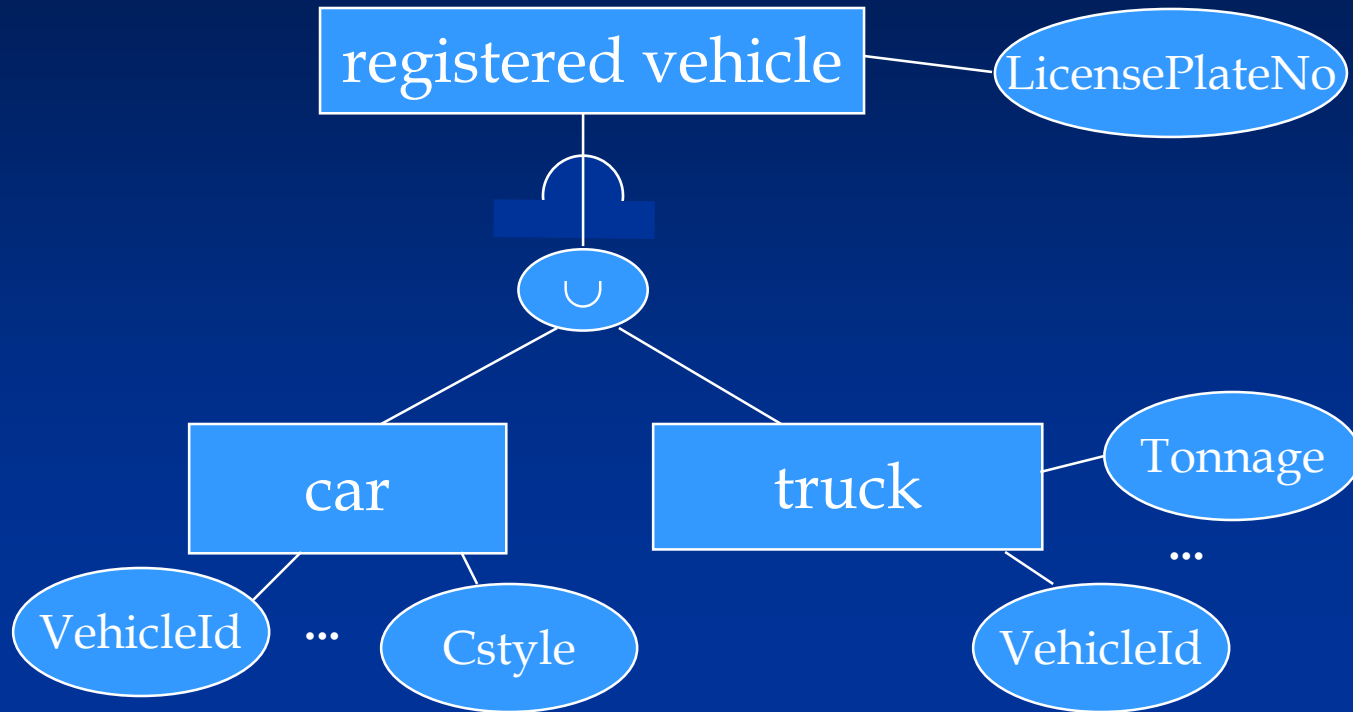 registered vehicle
LicensePlateNo
∪
car
truck
Tonnage
...
VehicleId
...
Cstyle
VehicleId